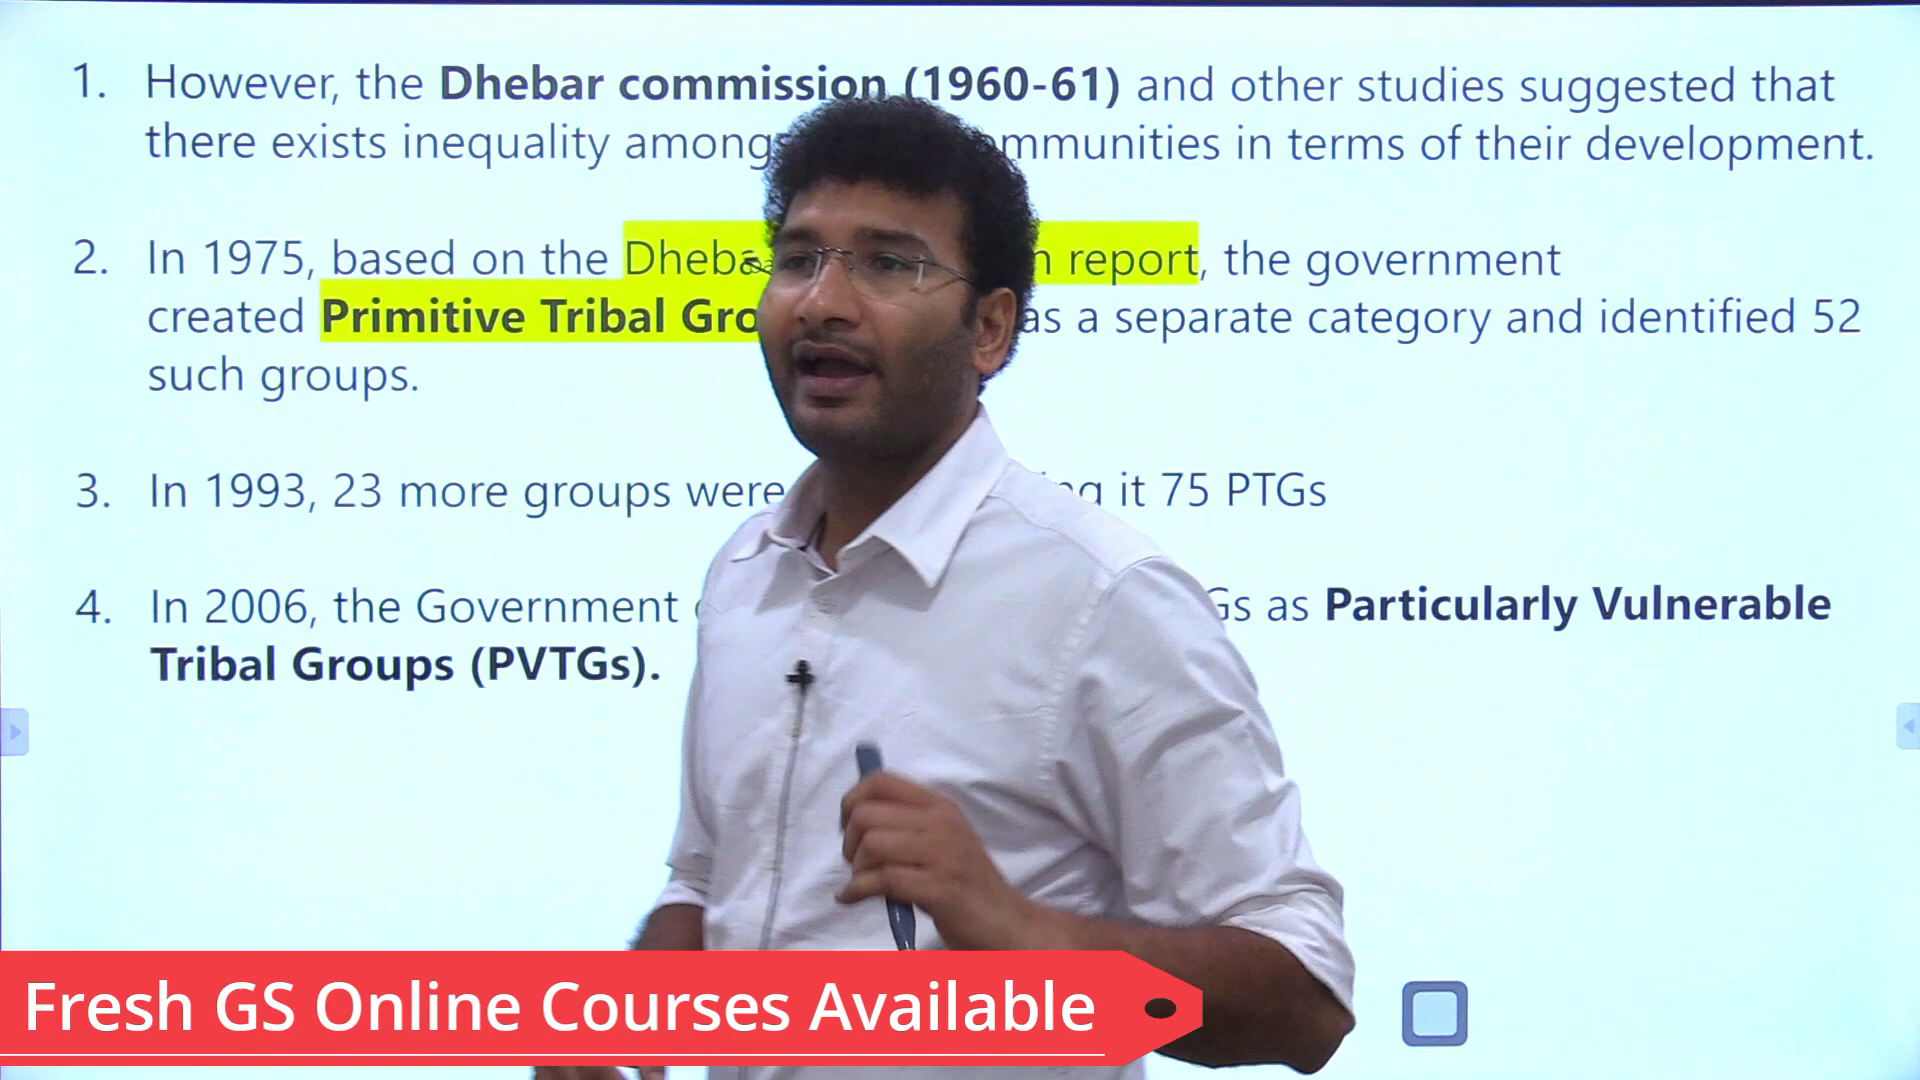 1. However, the Dhebar commission (1960-61) and other studies suggested that
there exists inequality among mmunities in terms of their development.
2. In 1975, based on the Dheba n report, the government
created Primitive Tribal Gro as a separate category and identified 52
such groups.
3. In 1993, 23 more groups were it 75 PTGs
4. In 2006, the Government Gs as Particularly Vulnerable
Tribal Groups (PVTGs).
Fresh GS Online Courses Available